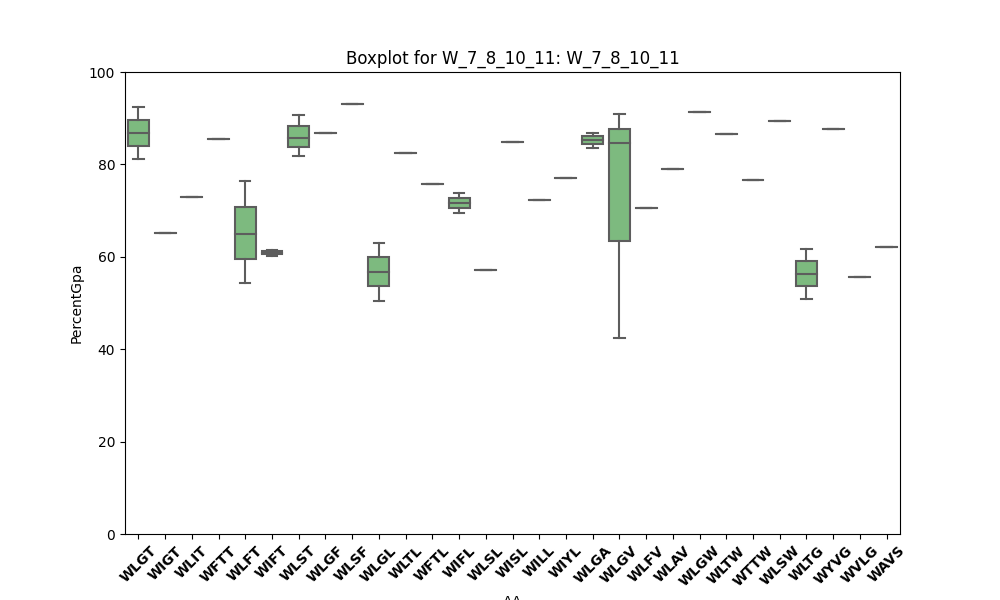 Boxplot for W_7_8_10_11: W_7_8_10_11
PercentGpa
100
80
60
40
20
0
WLGT WIGT WLIT WFTT WLFT WIFT WLST WLGF WLSF WLGL WLTL WFTL WIFL WLSL WISL WILL WIYL WLGA WLGV WLFV WLAV WLGW WLTW WTTW WLSW WLTG WYVG WVLG WAVS
AA